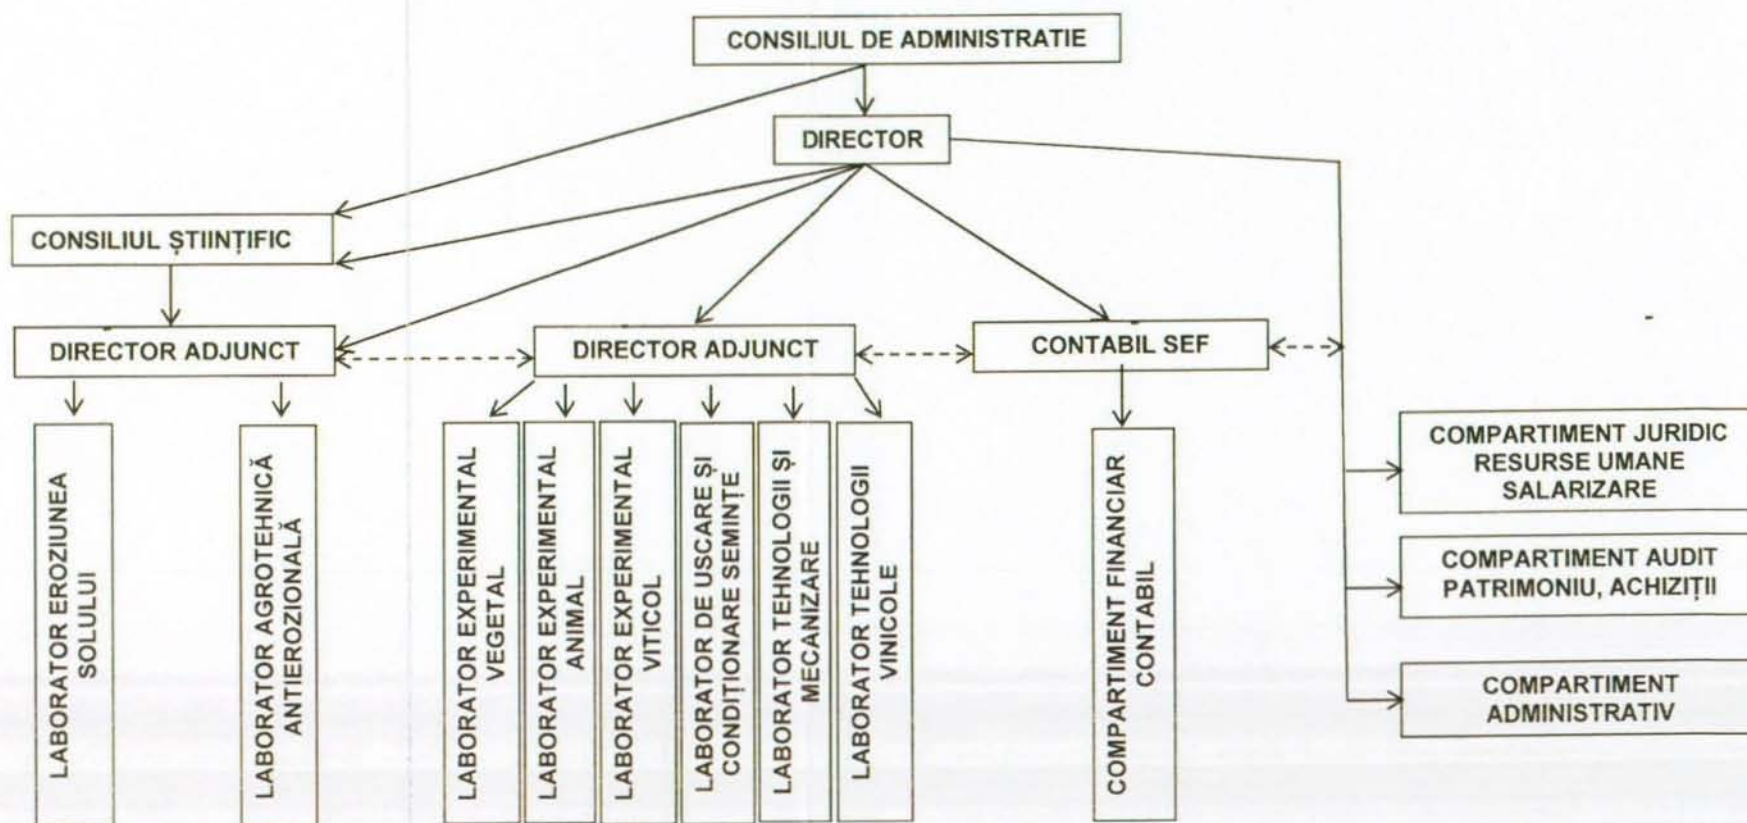 CONSILIUL DE ADMINISTRATIE
DIRECTOR
CONSILIUL ȘTIINȚIFIC
DIRECTOR ADJUNCT
DIRECTOR ADJUNCT
CONTABIL SEF
LABORATOR EROZIUNEA
SOLULUI
LABORATOR AGROTEHNICĂ
ANTIEROZIONALĂ
LABORATOR EXPERIMENTAL
VEGETAL
LABORATOR EXPERIMENTAL
ANIMAL
LABORATOR EXPERIMENTAL
VITICOL
LABORATOR DE USCARE ȘI
CONDIȚIONARE SEMINȚE
LABORATOR TEHNOLOGII ȘI
MECANIZARE
LABORATOR TEHNOLOGII
VINICOLE
COMPARTIMENT FINANCIAR
CONTABIL
COMPARTIMENT JURIDIC
RESURSE UMANE
SALARIZARE
COMPARTIMENT AUDIT
PATRIMONIU, ACHIZIȚII
COMPARTIMENT
ADMINISTRATIV